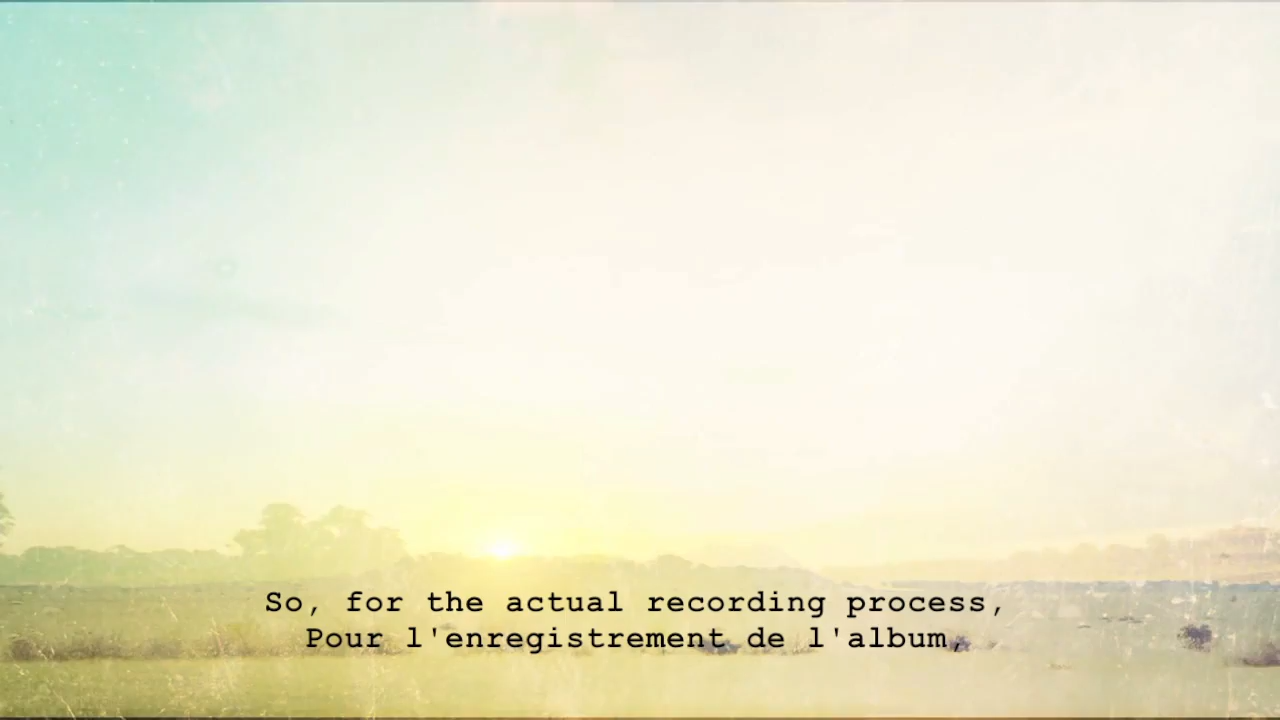 So, for the actual recording process,
Pour l'enregistrement de l'album,